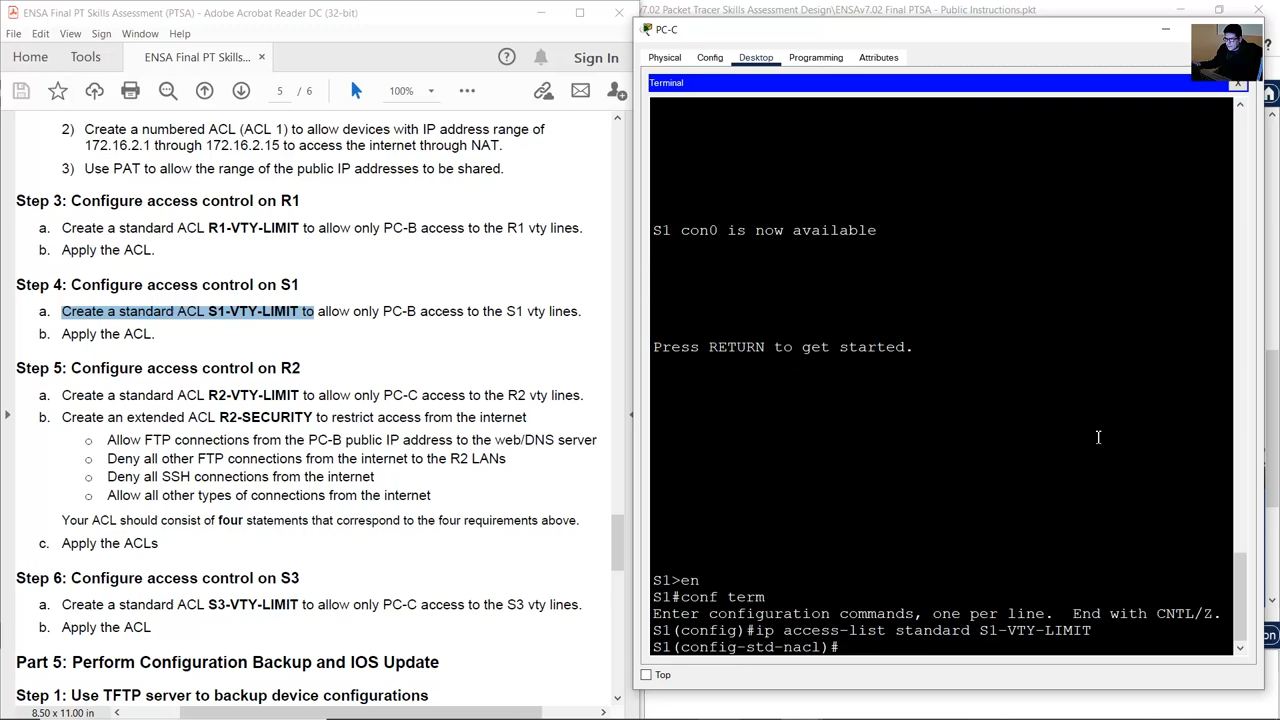 ENSA Final PT Skills Assessment (PTSA) - Adobe Acrobat Reader DC (32-bit)
File Edit View Sign Window Help
Home Tools ENSA Final PT Skills... × Sign In
5 / 6 100%
2) Create a numbered ACL (ACL 1) to allow devices with IP address range of
172.16.2.1 through 172.16.2.15 to access the internet through NAT.
3) Use PAT to allow the range of the public IP addresses to be shared.
Step 3: Configure access control on R1
a. Create a standard ACL R1-VTY-LIMIT to allow only PC-B access to the R1 vty lines.
b. Apply the ACL.
Step 4: Configure access control on S1
a. Create a standard ACL S1-VTY-LIMIT to allow only PC-B access to the S1 vty lines.
b. Apply the ACL.
Step 5: Configure access control on R2
a. Create a standard ACL R2-VTY-LIMIT to allow only PC-C access to the R2 vty lines.
b. Create an extended ACL R2-SECURITY to restrict access from the internet
o Allow FTP connections from the PC-B public IP address to the web/DNS server
o Deny all other FTP connections from the internet to the R2 LANs
o Deny all SSH connections from the internet
o Allow all other types of connections from the internet
Your ACL should consist of four statements that correspond to the four requirements above.
c. Apply the ACLs
Step 6: Configure access control on S3
a. Create a standard ACL S3-VTY-LIMIT to allow only PC-C access to the S3 vty lines.
b. Apply the ACL
Part 5: Perform Configuration Backup and IOS Update
Step 1: Use TFTP server to backup device configurations
8.50 x 11.00 in
v7.02 Packet Tracer Skills Assessment Design\ENSAv7.02 Final PTSA - Public Instructions.pkt
PC-C
Physical Config Desktop Programming Attributes
Terminal
S1 con0 is now available
Press RETURN to get started.
S1>en
S1#conf term
Enter configuration commands, one per line. End with CNTL/Z.
S1(config)#ip access-list standard S1-VTY-LIMIT
S1(config-std-nacl)#
Top